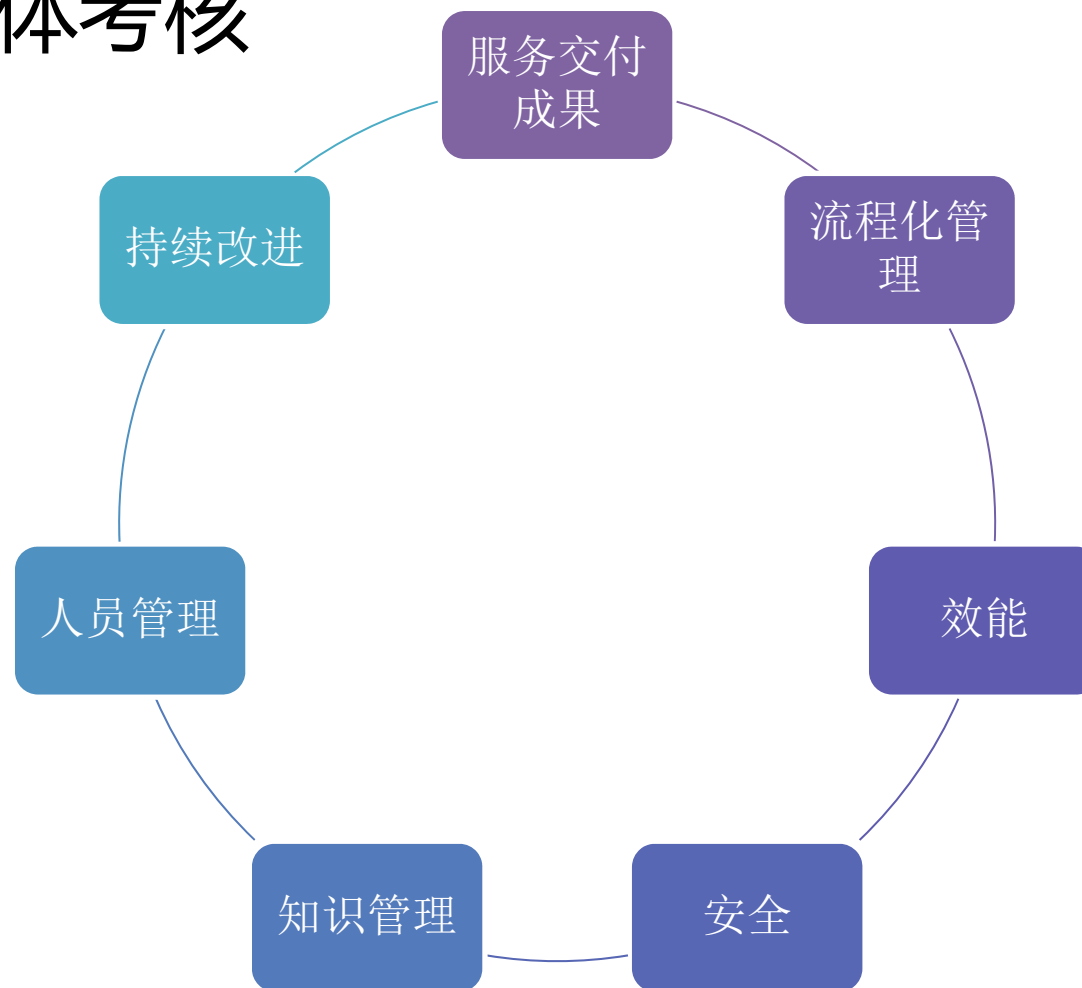 体考核
服务交付
成果
流程化管
理
效能
安全
知识管理
人员管理
持续改进